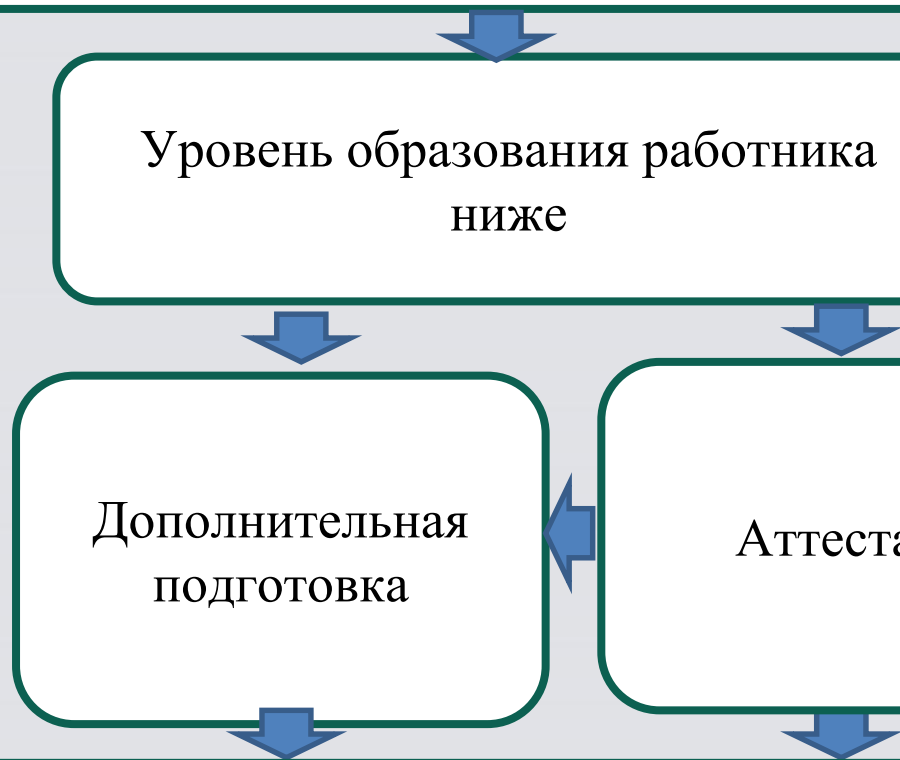 Уровень образования работника
ниже
Дополнительная
подготовка